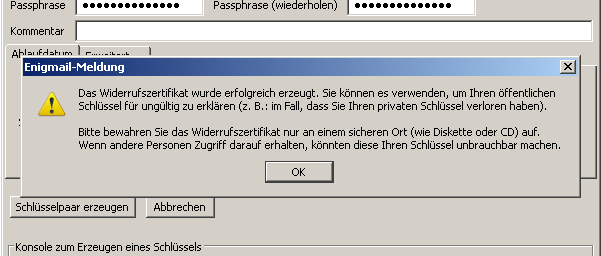 Passphrase ●●●●●●●●●●●●●● Passphrase (wiederholen) ●●●●●●●●●●●●●●
Kommentar
Ablaufdatum Erweitert
Enigmail-Meldung
Das Widerrufszertifikat wurde erfolgreich erzeugt. Sie können es verwenden, um Ihren öffentlichen
Schlüssel für ungültig zu erklären (z. B.: im Fall, dass Sie Ihren privaten Schlüssel verloren haben).
Bitte bewahren Sie das Widerrufszertifikat nur an einem sicheren Ort (wie Diskette oder CD) auf.
Wenn andere Personen Zugriff darauf erhalten, könnten diese Ihren Schlüssel unbrauchbar machen.
OK
Schlüsselpaar erzeugen Abbrechen
Konsole zum Erzeugen eines Schlüssels